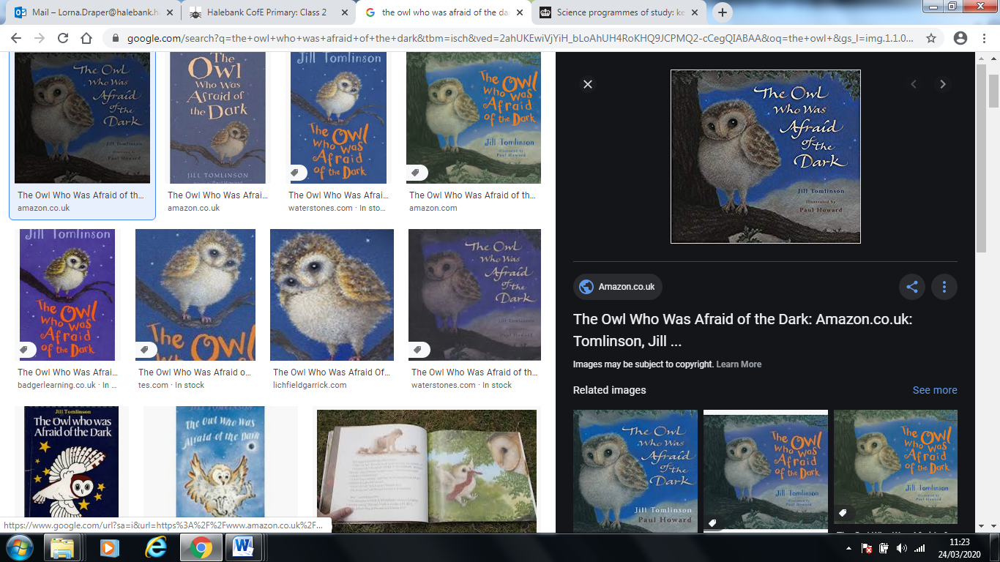 Mail – Lorna.Draper@halebank.h
Halebank CofE Primary: Class 2
the owl who was afraid of the da
Science programmes of study: ke
google.com/search?q=the+owl+who+was+afraid+of+the+dark&tbm=isch&ved=2ahUKEwiVjYiH_bLoAhUH4RoKHQ9JCPMQ2-cCegQIABAA&oq=the+owl+&gs_l=img.1.1.0...
The Owl
Who Was
Afraid
of the
Dark
Jill Tomlinson
illustrated by
Paul Howard
The Owl Who Was Afraid of th...
amazon.co.uk
The
Owl
Who Was
Afraid of
the Dark
JILL TOMLINSON
The Owl Who Was Afrai...
amazon.co.uk
Jill Tomlinson
The Owl
who was
Afraid
of the Dark
The Owl Who Was Afrai...
waterstones.com · In sto...
The Owl
who was
Afraid
of the Dark
Jill Tomlinson
illustrated by
Paul Howard
The Owl Who Was Afraid of th...
amazon.com
Jill Tomlinson
The Owl
who was
Afraid
of the Dark
The Owl Who Was Afrai...
badgerlearning.co.uk · In ...
The Owl
The Owl Who Was Afraid o...
tes.com · In stock
The Owl Who Was Afraid Of...
lichfieldgarrick.com
The Owl
Who Was
Afraid
of the
Dark
Jill Tomlinson
Paul Howard
The Owl Who Was Afraid of th...
waterstones.com · In stock
Jill Tomlinson
The Owl who was
Afraid of the Dark
JILL TOMLINSON
The Owl Who Was
Afraid of the Dark
The Owl
Who Was
Afraid
of the
Dark
Jill Tomlinson
illustrated by
Paul Howard
Amazon.co.uk
The Owl Who Was Afraid of the Dark: Amazon.co.uk:
Tomlinson, Jill ...
Images may be subject to copyright. Learn More
Related images
See more
The Owl
Who Was
Afraid
of the
Dark
Jill Tomlinson
Paul Howard
The Owl
who was
Afraid
of the Dark
Jill Tomlinson
Paul Howard
The Owl
who was
Afraid
of the Dark
Jill Tomlinson
Paul Howard
https://www.google.com/url?sa=i&url=https%3A%2F%2Fwww.amazon.co.uk%2F...
11:23
24/03/2020